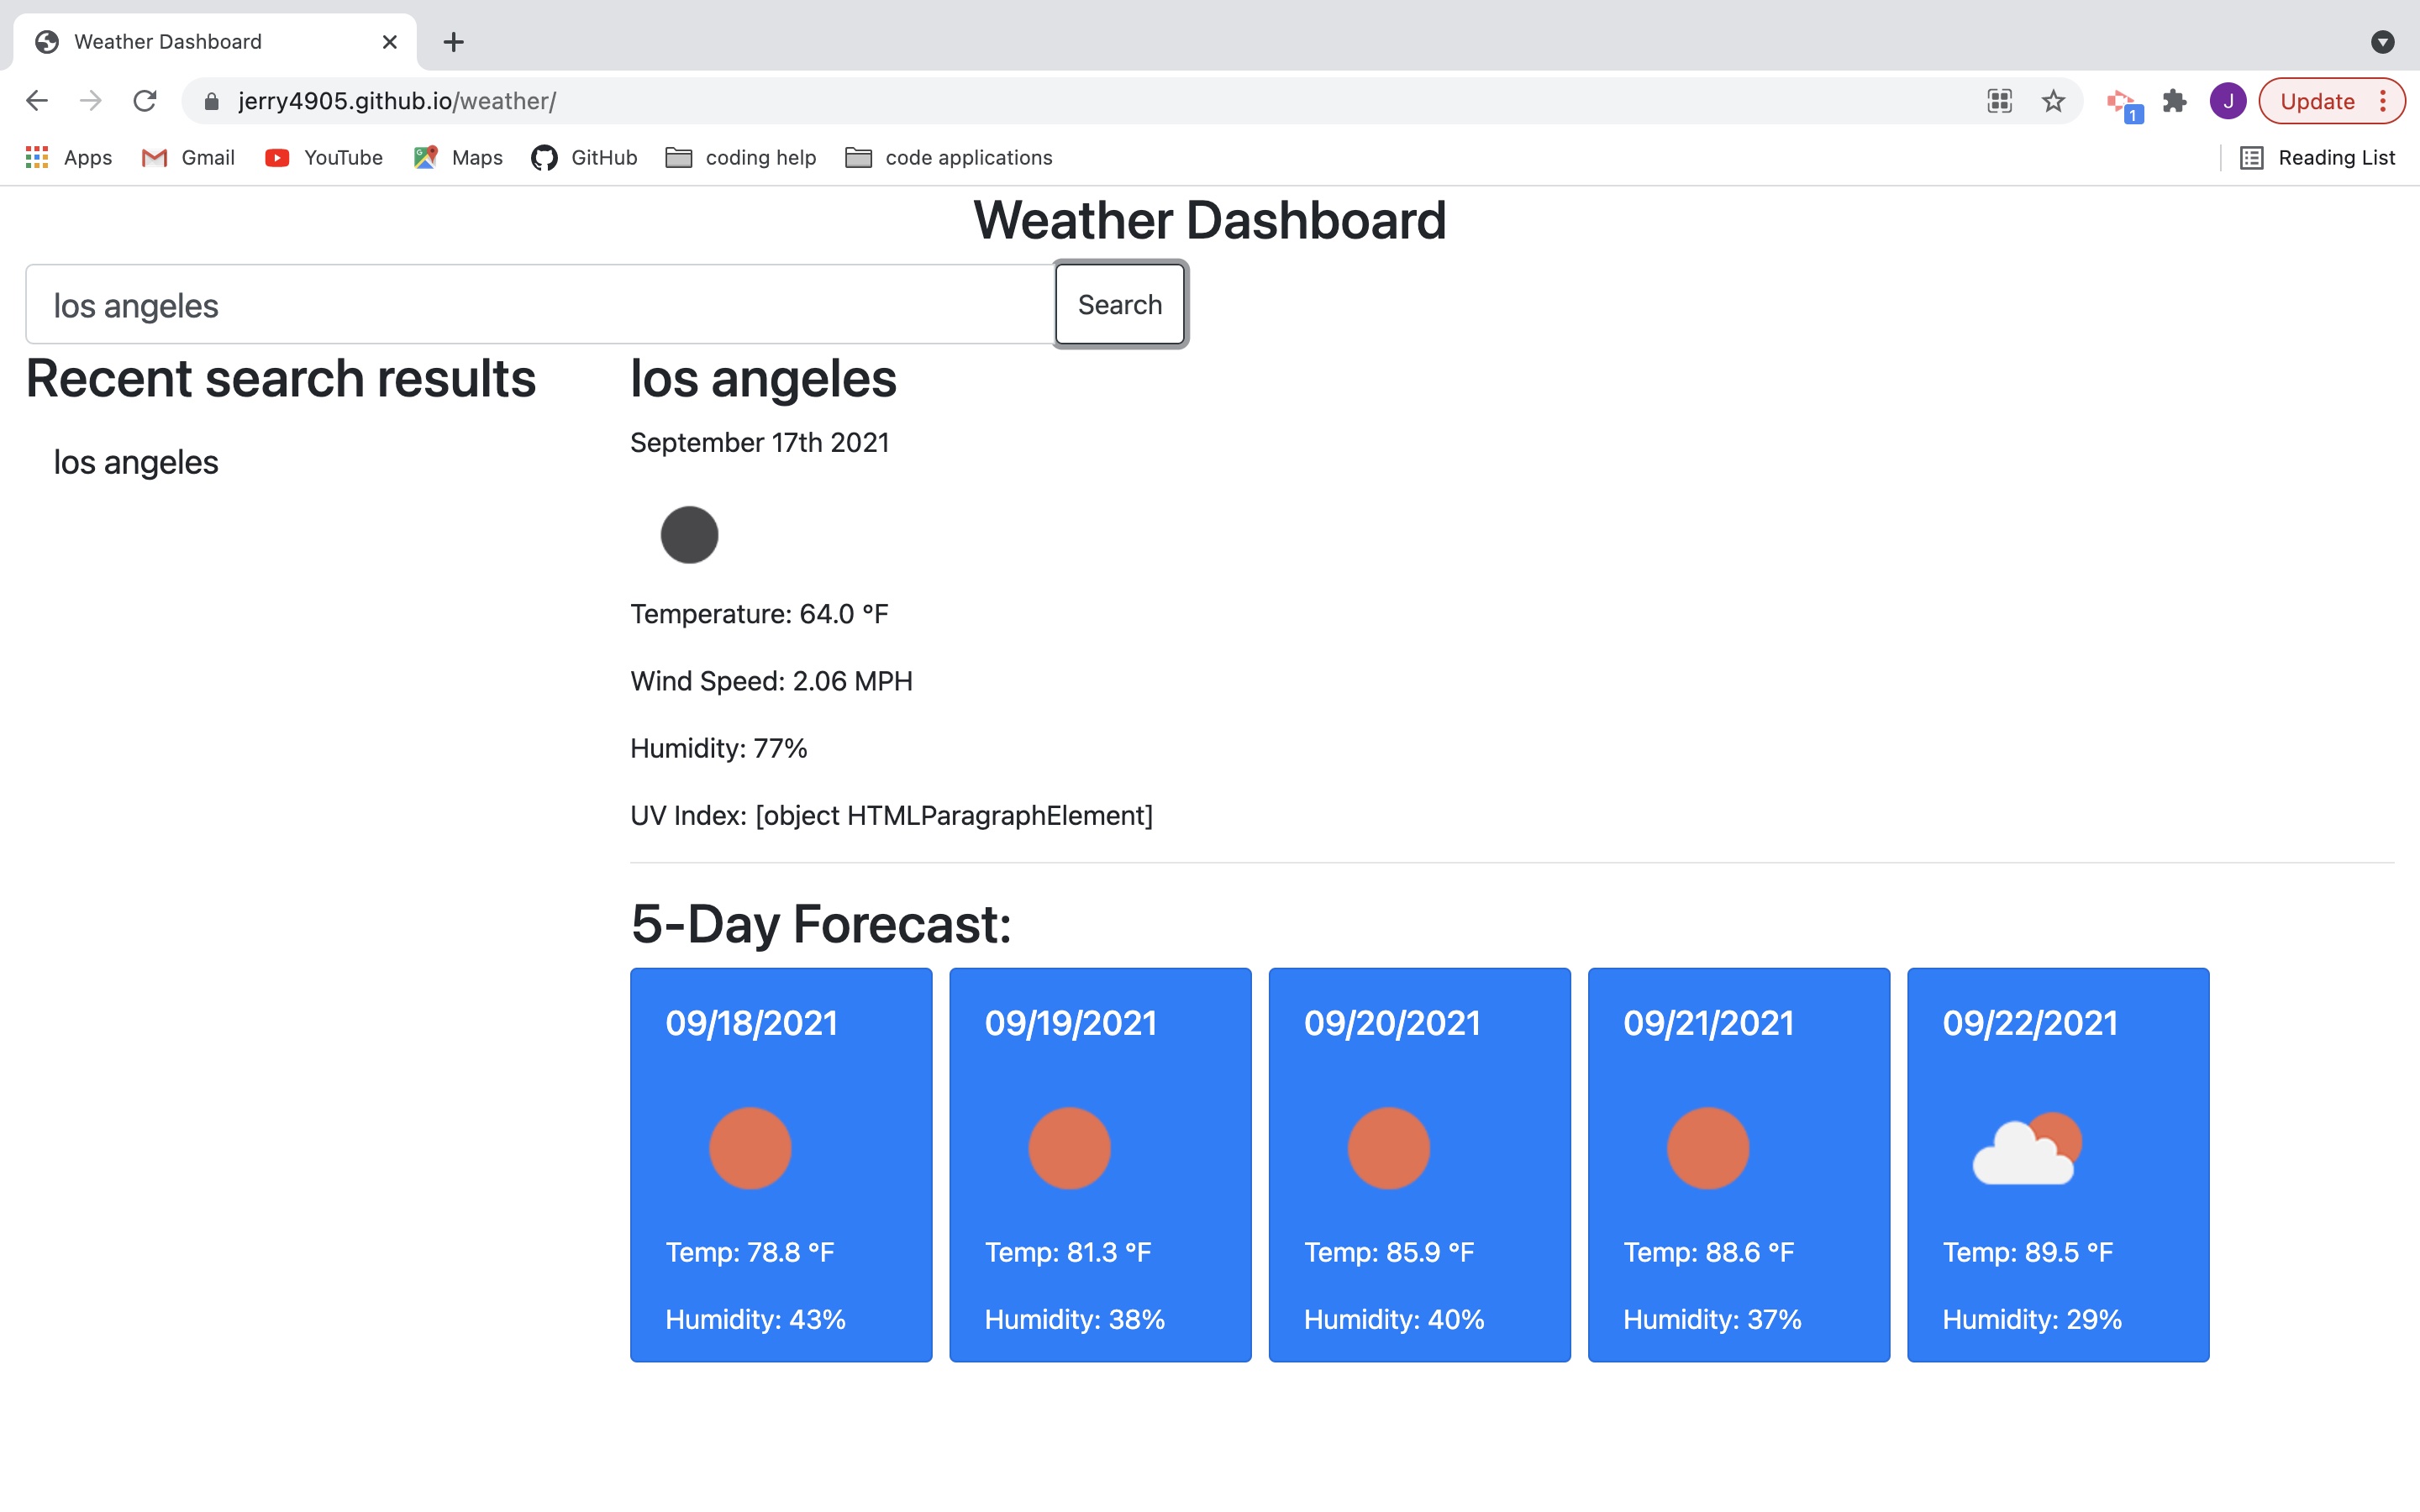 Weather Dashboard
jerry4905.github.io/weather/
1
J
Update
Apps
Gmail
YouTube
Maps
GitHub
coding help
code applications
Reading List
Weather Dashboard
los angeles
Search
Recent search results
los angeles
los angeles
September 17th 2021
Temperature: 64.0 °F
Wind Speed: 2.06 MPH
Humidity: 77%
UV Index: [object HTMLParagraphElement]
5-Day Forecast:
09/18/2021
Temp: 78.8 °F
Humidity: 43%
09/19/2021
Temp: 81.3 °F
Humidity: 38%
09/20/2021
Temp: 85.9 °F
Humidity: 40%
09/21/2021
Temp: 88.6 °F
Humidity: 37%
09/22/2021
Temp: 89.5 °F
Humidity: 29%